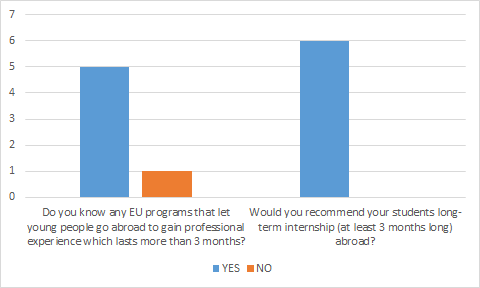 7
6
5
4
3
2
1
0
Do you know any EU programs that let
young people go abroad to gain professional
experience which lasts more than 3 months?
Would you recommend your students long-
term internship (at least 3 months long)
abroad?
YES NO